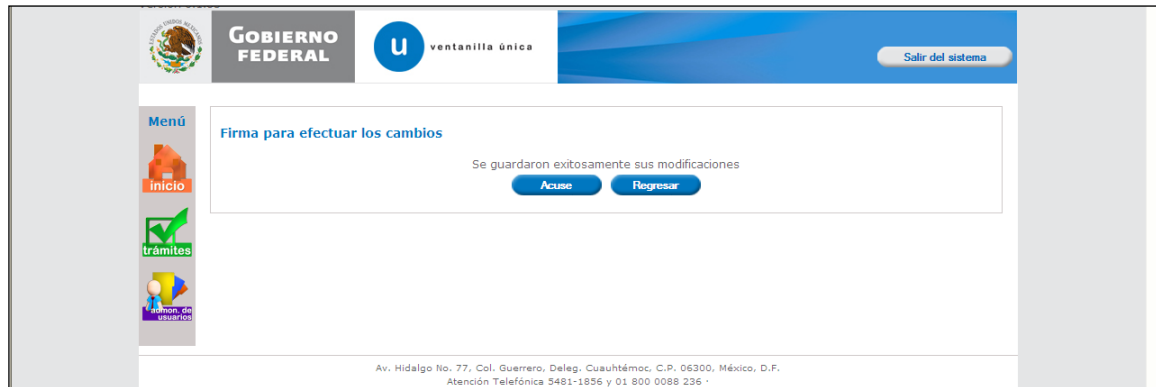 GOBIERNO
FEDERAL
u
ventanilla única
Salir del sistema
Menú
inicio
trámites
admon. de
usuarios
Firma para efectuar los cambios
Se guardaron exitosamente sus modificaciones
Acuse
Regresar
Av. Hidalgo No. 77, Col. Guerrero, Deleg. Cuauhtémoc, C.P. 06300, México, D.F.
Atención Telefónica 5481-1856 y 01 800 0088 236 ·